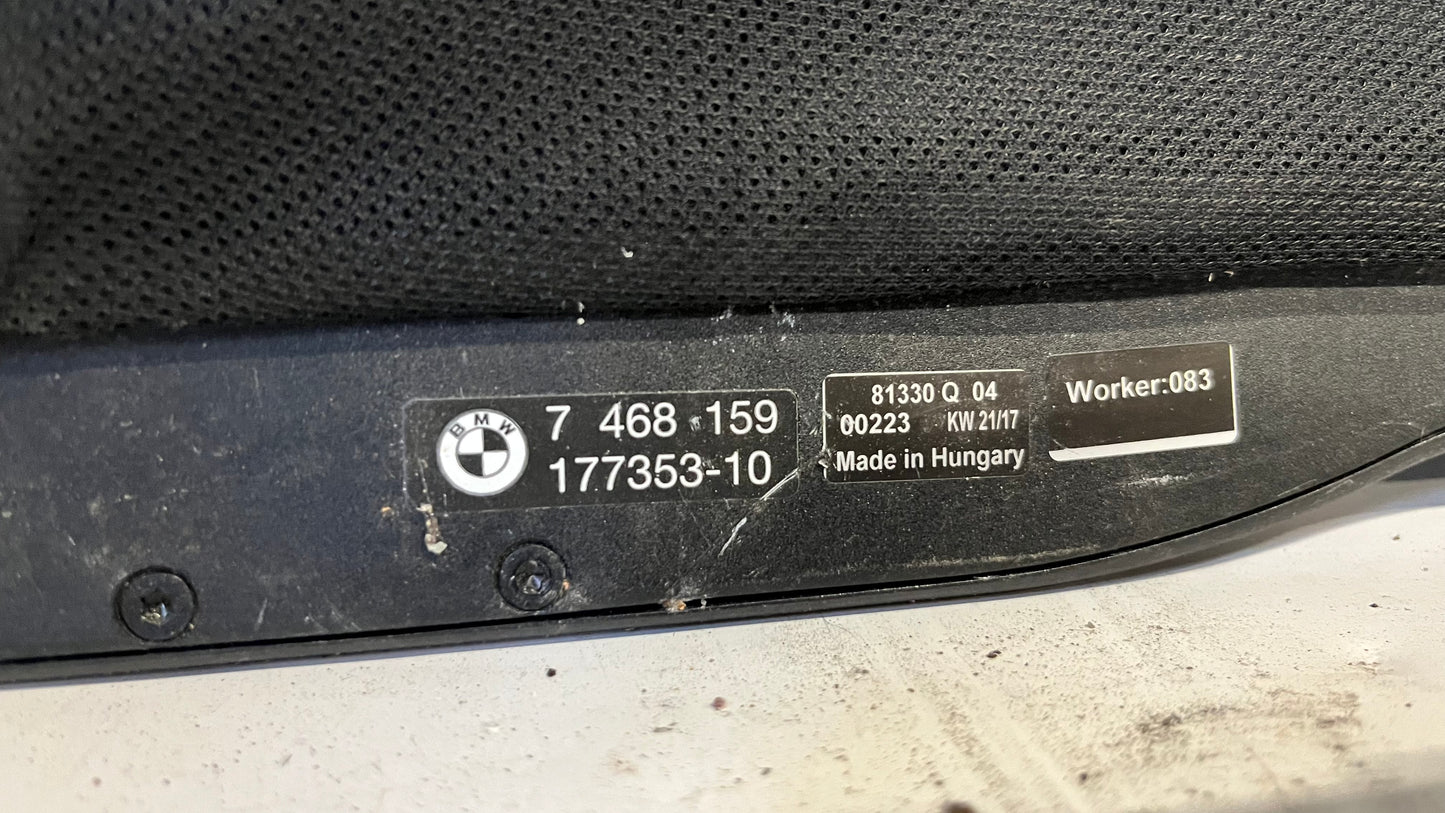 BMW
7 468 159
177353-10
81330 Q 04
00223 KW 21/17
Made in Hungary
Worker:083